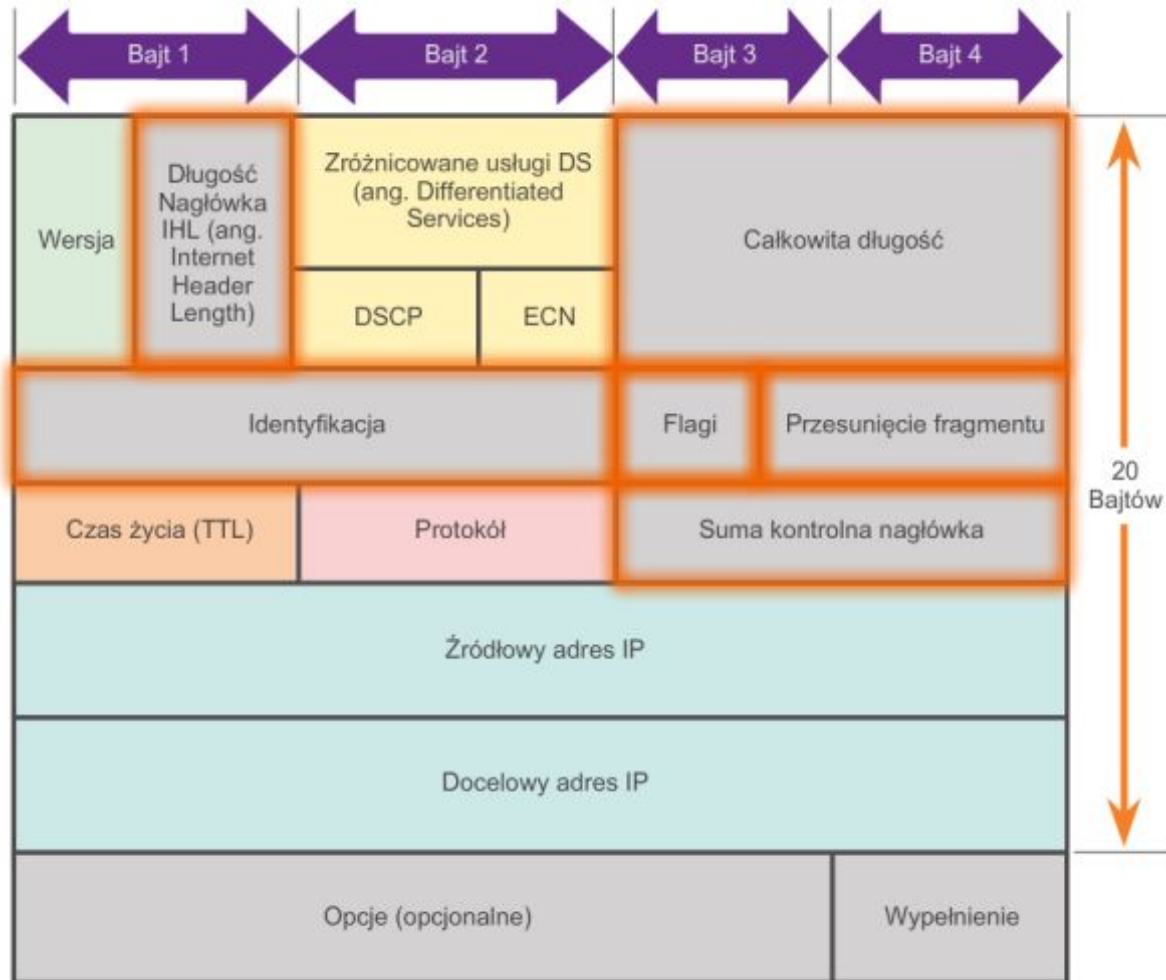 Bajt 1
Bajt 2
Bajt 3
Bajt 4
Wersja
Długość
Nagłówka
IHL (ang.
Internet
Header
Length)
Zróżnicowane usługi DS
(ang. Differentiated
Services)
DSCP
ECN
Całkowita długość
Identyfikacja
Flagi
Przesunięcie fragmentu
20
Bajtów
Czas życia (TTL)
Protokół
Suma kontrolna nagłówka
Źródłowy adres IP
Docelowy adres IP
Opcje (opcjonalne)
Wypełnienie